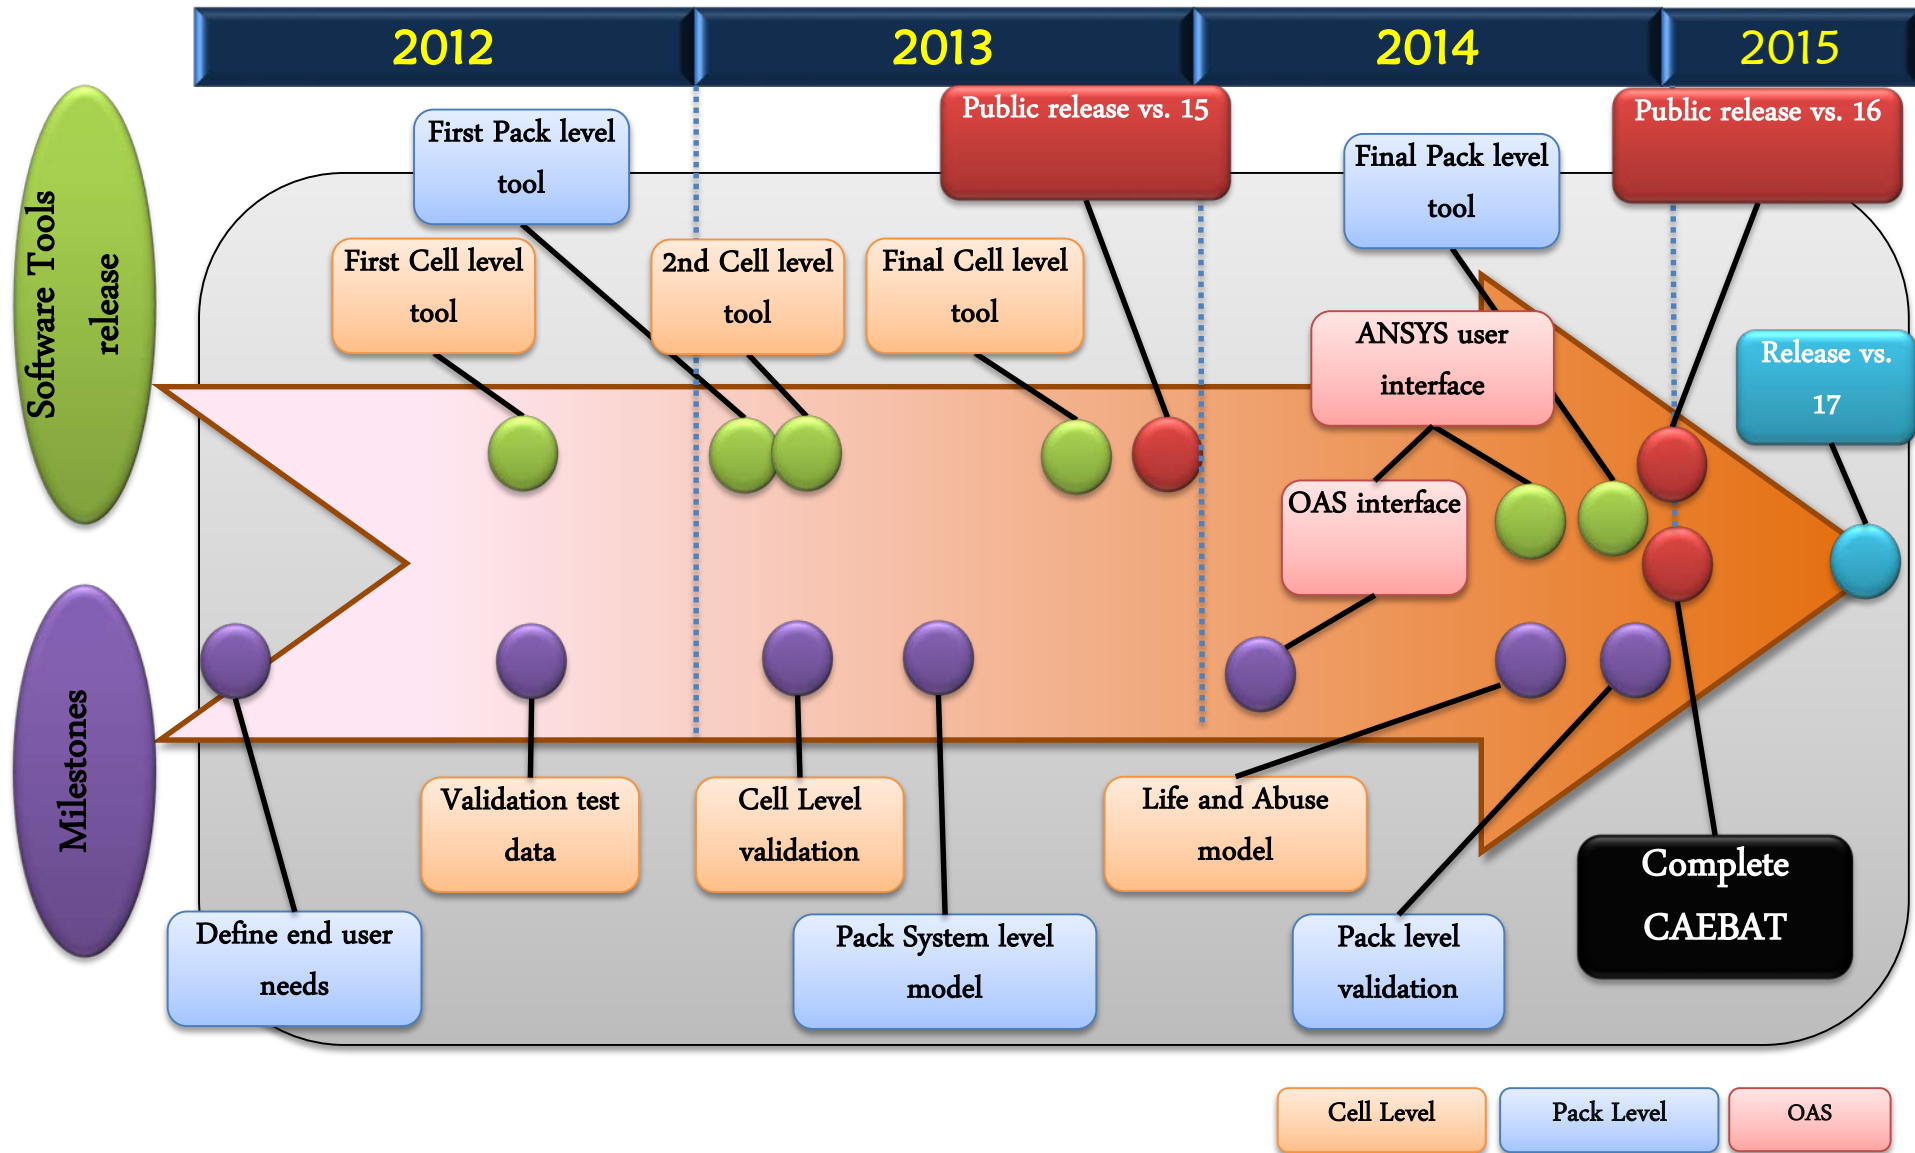 2012
2013
2014
2015
Software Tools
release
Milestones
Public release vs. 15
Public release vs. 16
First Pack level
tool
Final Pack level
tool
First Cell level
tool
2nd Cell level
tool
Final Cell level
tool
ANSYS user
interface
Release vs.
17
OAS interface
Validation test
data
Cell Level
validation
Life and Abuse
model
Complete
CAEBAT
Define end user
needs
Pack System level
model
Pack level
validation
Cell Level
Pack Level
OAS